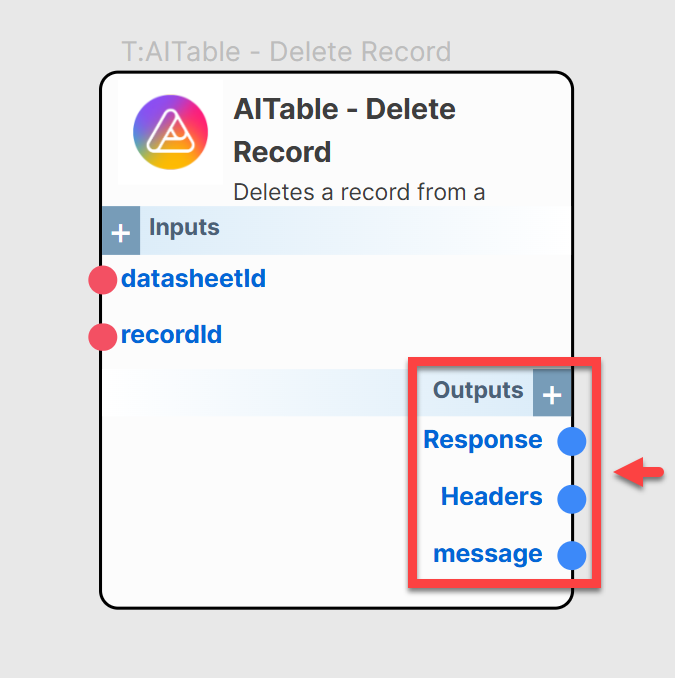 T:AITable - Delete Record
AITable - Delete
Record
Deletes a record from a
+ Inputs
datasheetId
recordId
Outputs +
Response
Headers
message